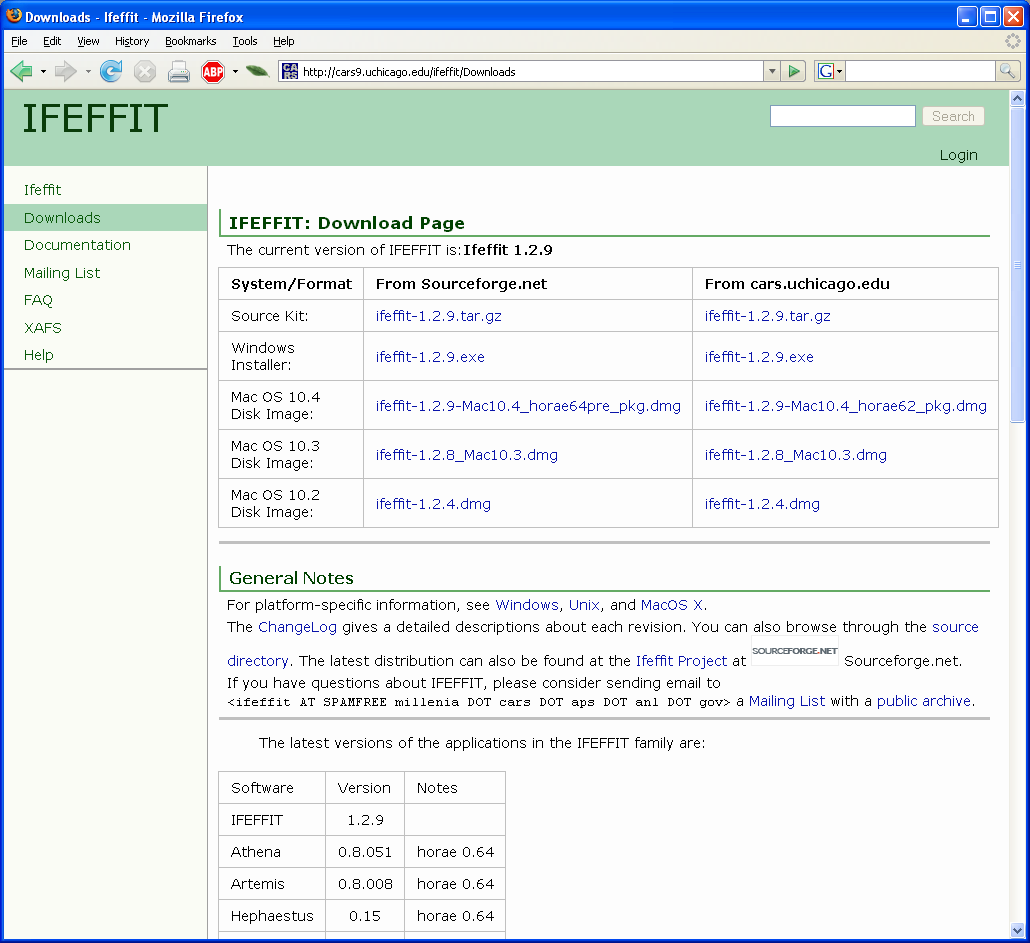 Downloads - Ifeffit - Mozilla Firefox
File Edit View History Bookmarks Tools Help
ABP http://cars9.uchicago.edu/ifeffit/Downloads G
IFEFFIT
Search
Login
Ifeffit
Downloads
Documentation
Mailing List
FAQ
XAFS
Help
IFEFFIT: Download Page
The current version of IFEFFIT is:Ifeffit 1.2.9
System/Format From Sourceforge.net From cars.uchicago.edu
Source Kit: ifeffit-1.2.9.tar.gz ifeffit-1.2.9.tar.gz
Windows Installer: ifeffit-1.2.9.exe ifeffit-1.2.9.exe
Mac OS 10.4 Disk Image: ifeffit-1.2.9-Mac10.4_horae64pre_pkg.dmg ifeffit-1.2.9-Mac10.4_horae62_pkg.dmg
Mac OS 10.3 Disk Image: ifeffit-1.2.8_Mac10.3.dmg ifeffit-1.2.8_Mac10.3.dmg
Mac OS 10.2 Disk Image: ifeffit-1.2.4.dmg ifeffit-1.2.4.dmg
General Notes
For platform-specific information, see Windows, Unix, and MacOS X.
The ChangeLog gives a detailed descriptions about each revision. You can also browse through the source
directory. The latest distribution can also be found at the Ifeffit Project at SOURCEFORGE.NET Sourceforge.net.
If you have questions about IFEFFIT, please consider sending email to
<ifeffit AT SPAMFREE millenia DOT cars DOT aps DOT anl DOT gov> a Mailing List with a public archive.
The latest versions of the applications in the IFEFFIT family are:
Software Version Notes
IFEFFIT 1.2.9
Athena 0.8.051 horae 0.64
Artemis 0.8.008 horae 0.64
Hephaestus 0.15 horae 0.64